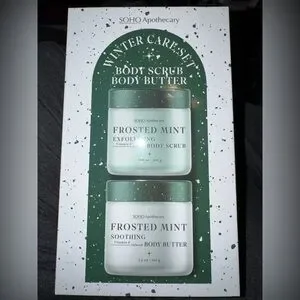 SOHO Apothecary
WINTER CARE SET
BODY SCRUB
BODY BUTTER
SOHO Apothecary
FROSTED MINT
EXFOLIATING
BODY SCRUB
SOHO Apothecary
FROSTED MINT
SOOTHING
BODY BUTTER